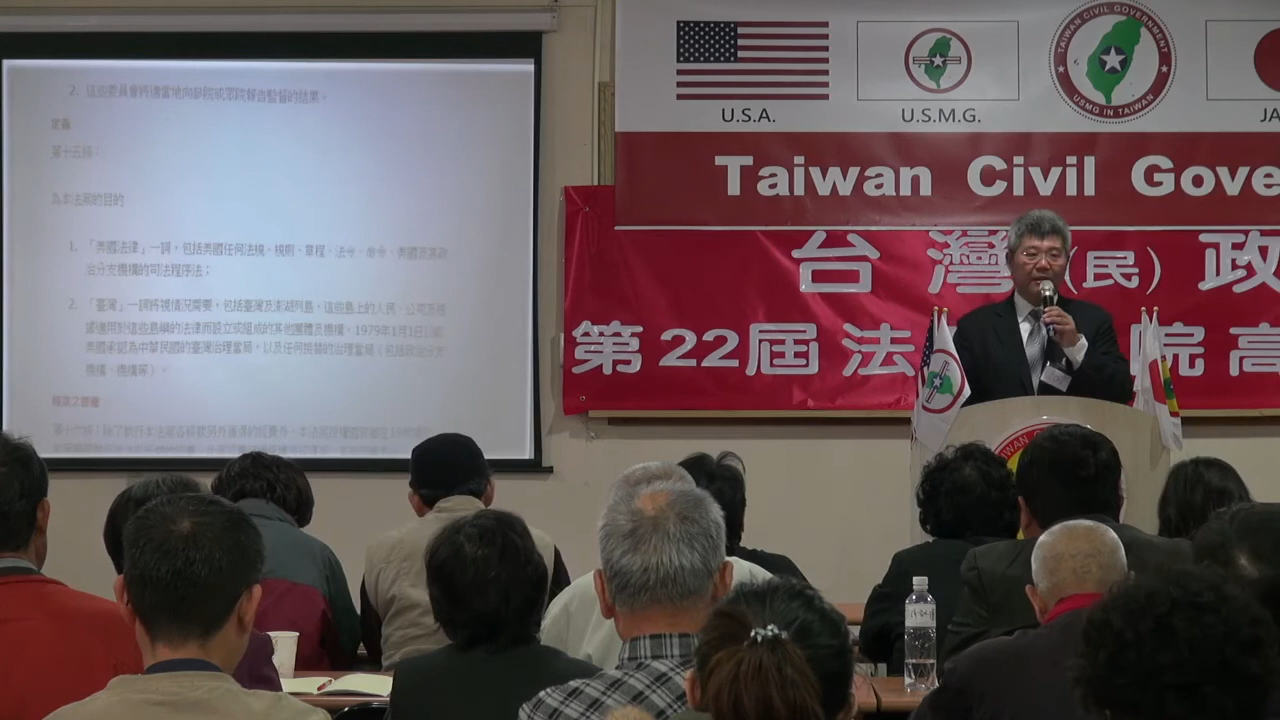 2. 這些委員會將適當地向參院或眾院報告監督的結果。
定義
第十五條：
為本法案的目的
1. 「美國法律」一詞，包括美國任何法規、規則、章程、法令、命令、美國及其政
治分支機構的司法程序法；
2. 「臺灣」一詞將視情況需要，包括臺灣及澎湖列島，這些島上的人民、公司及根
據適用於這些島嶼的法律而設立或組成的其他團體及機構，1979年1月1日以前
美國承認為中華民國的臺灣治理當局，以及任何接替的治理當局（包括政治分支
機構、機構等）。
授權之普權
U.S.A.
U.S.M.G.
TAIWAN CIVIL GOVERNMENT
USMG IN TAIWAN
JA
Taiwan Civil Gove
台灣（民）政
第22屆法 院高